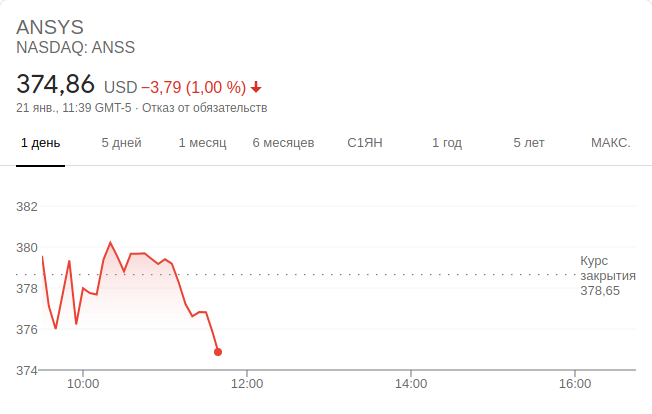 ANSYS
NASDAQ: ANSS
374,86 USD −3,79 (1,00 %)
21 янв., 11:39 GMT-5 · Отказ от обязательств
1 день 5 дней 1 месяц 6 месяцев С1ЯН 1 год 5 лет МАКС.
382
380
378
376
374
Курс
закрытия
378,65
10:00 12:00 14:00 16:00